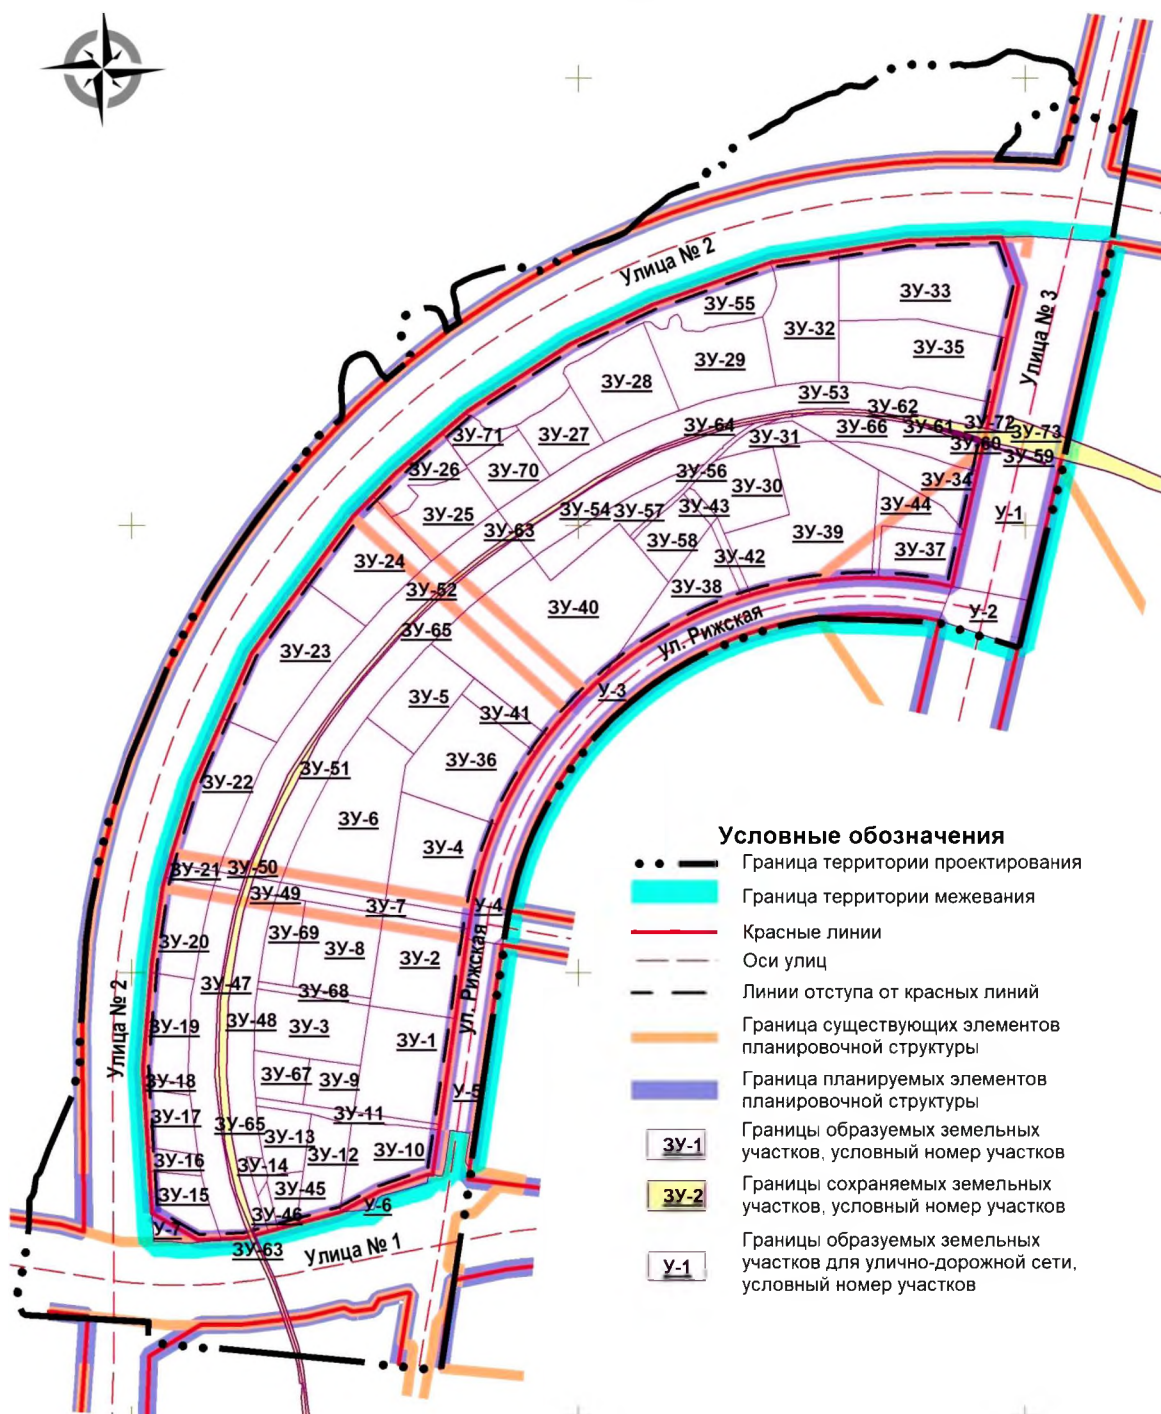 Улица № 2
ЗУ-55
ЗУ-33
ЗУ-32
ЗУ-35
Улица № 3
ЗУ-29
ЗУ-28
ЗУ-53
ЗУ-62
ЗУ-64
ЗУ-66
ЗУ-61
ЗУ-72
ЗУ-73
ЗУ-71
ЗУ-27
ЗУ-31
ЗУ-60
ЗУ-59
ЗУ-26
ЗУ-70
ЗУ-56
ЗУ-30
ЗУ-34
ЗУ-25
ЗУ-54
ЗУ-57
ЗУ-43
ЗУ-44
У-1
ЗУ-63
ЗУ-58
ЗУ-39
ЗУ-24
ЗУ-42
ЗУ-37
ЗУ-52
ЗУ-38
ЗУ-40
У-2
ЗУ-65
ул. Рижская
ЗУ-23
ЗУ-5
У-3
ЗУ-41
ЗУ-36
ЗУ-51
ЗУ-22
ЗУ-6
ЗУ-4
ЗУ-21
ЗУ-50
ЗУ-49
ЗУ-7
У-4
ЗУ-20
ЗУ-69
ЗУ-8
ЗУ-2
ул. Рижская
ЗУ-47
ЗУ-68
Улица № 2
ЗУ-19
ЗУ-48
ЗУ-3
ЗУ-1
ЗУ-18
ЗУ-67
ЗУ-9
У-5
ЗУ-17
ЗУ-65
ЗУ-11
ЗУ-13
ЗУ-16
ЗУ-14
ЗУ-12
ЗУ-10
ЗУ-15
ЗУ-45
У-7
ЗУ-46
У-6
ЗУ-63
Улица № 1
Условные обозначения
Граница территории проектирования
Граница территории межевания
Красные линии
Оси улиц
Линии отступа от красных линий
Граница существующих элементов
планировочной структуры
Граница планируемых элементов
планировочной структуры
ЗУ-1
Границы образуемых земельных
участков, условный номер участков
ЗУ-2
Границы сохраняемых земельных
участков, условный номер участков
У-1
Границы образуемых земельных
участков для улично-дорожной сети,
условный номер участков